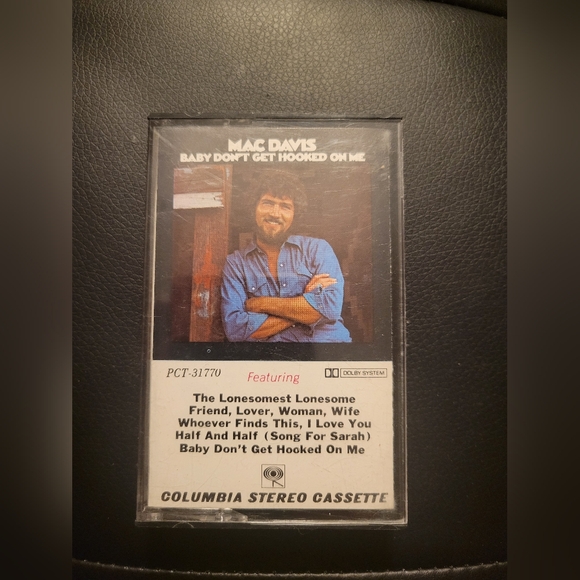 MAC DAVIS
BABY DON'T GET HOOKED ON ME
PCT-31770
Featuring
DOLBY SYSTEM
The Lonesomest Lonesome
Friend, Lover, Woman, Wife
Whoever Finds This, I Love You
Half And Half (Song For Sarah)
Baby Don't Get Hooked On Me
COLUMBIA STEREO CASSETTE